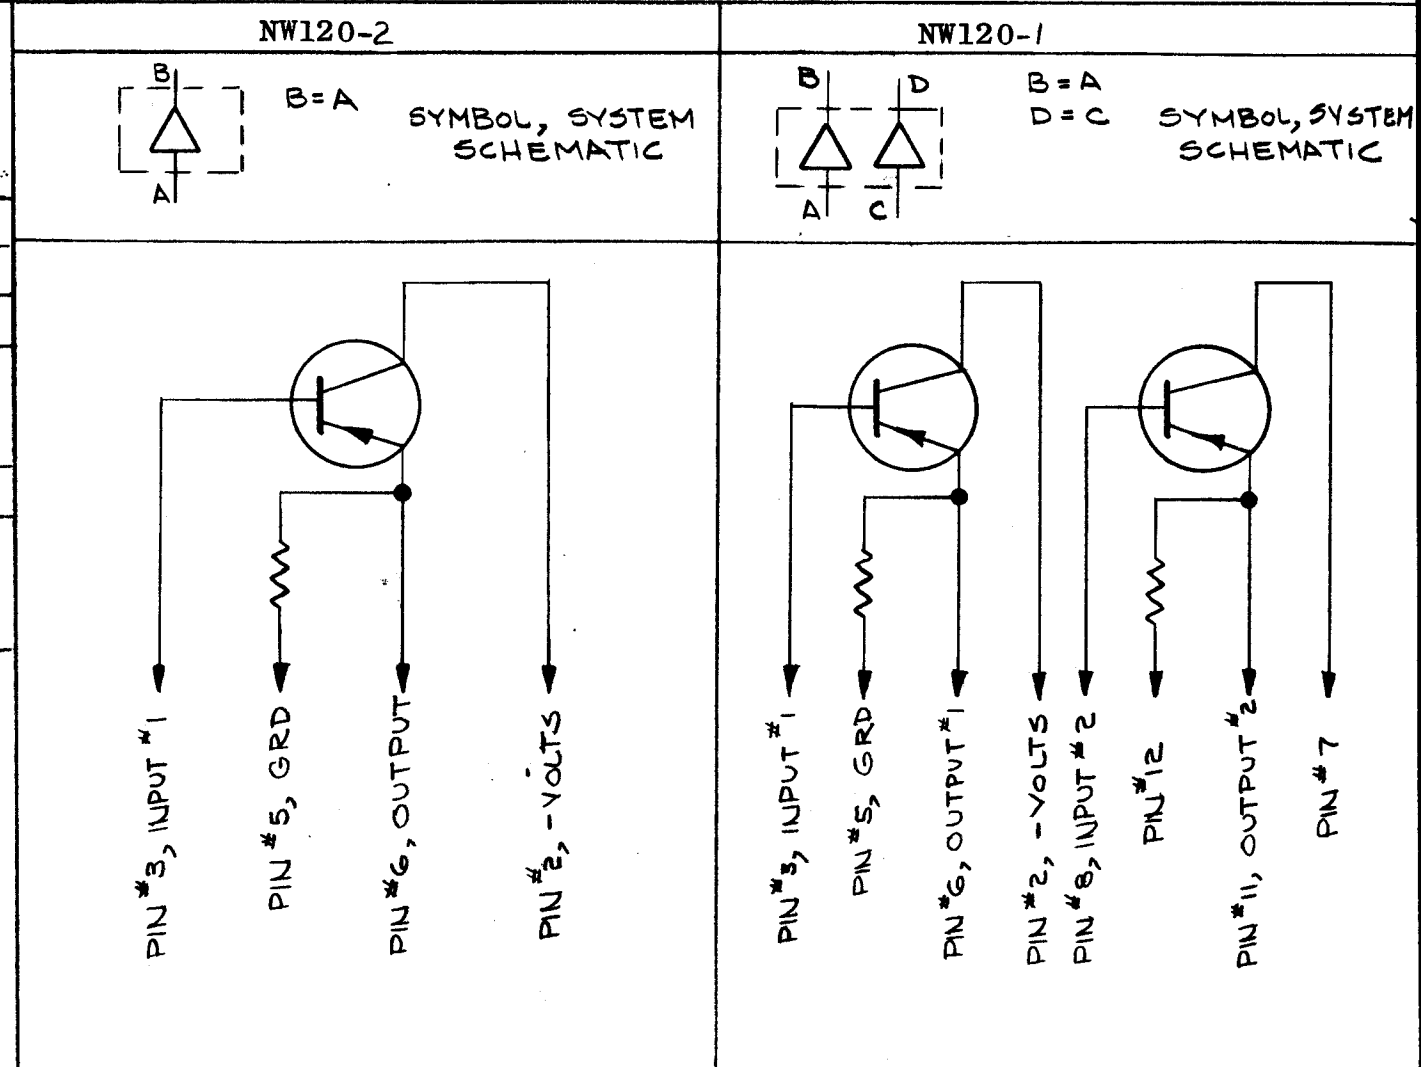 NW120-2
B
A
B=A
SYMBOL, SYSTEM
SCHEMATIC
PIN #3, INPUT #1
PIN #5, GRD
PIN #6, OUTPUT
PIN #2, -VOLTS
NW120-1
B
D
A
C
B=A
D=C
SYMBOL, SYSTEM
SCHEMATIC
PIN #3, INPUT #1
PIN #5, GRD
PIN #6, OUTPUT #1
PIN #2, -VOLTS
PIN #8, INPUT #2
PIN #12
PIN #11, OUTPUT #2
PIN #7